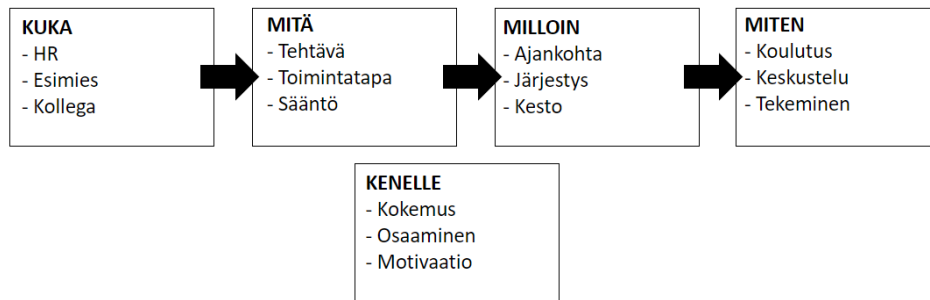 KUKA
- HR
- Esimies
- Kollega
MITÄ
- Tehtävä
- Toimintatapa
- Sääntö
MILLOIN
- Ajankohta
- Järjestys
- Kesto
MITEN
- Koulutus
- Keskustelu
- Tekeminen
KENELLE
- Kokemus
- Osaaminen
- Motivaatio